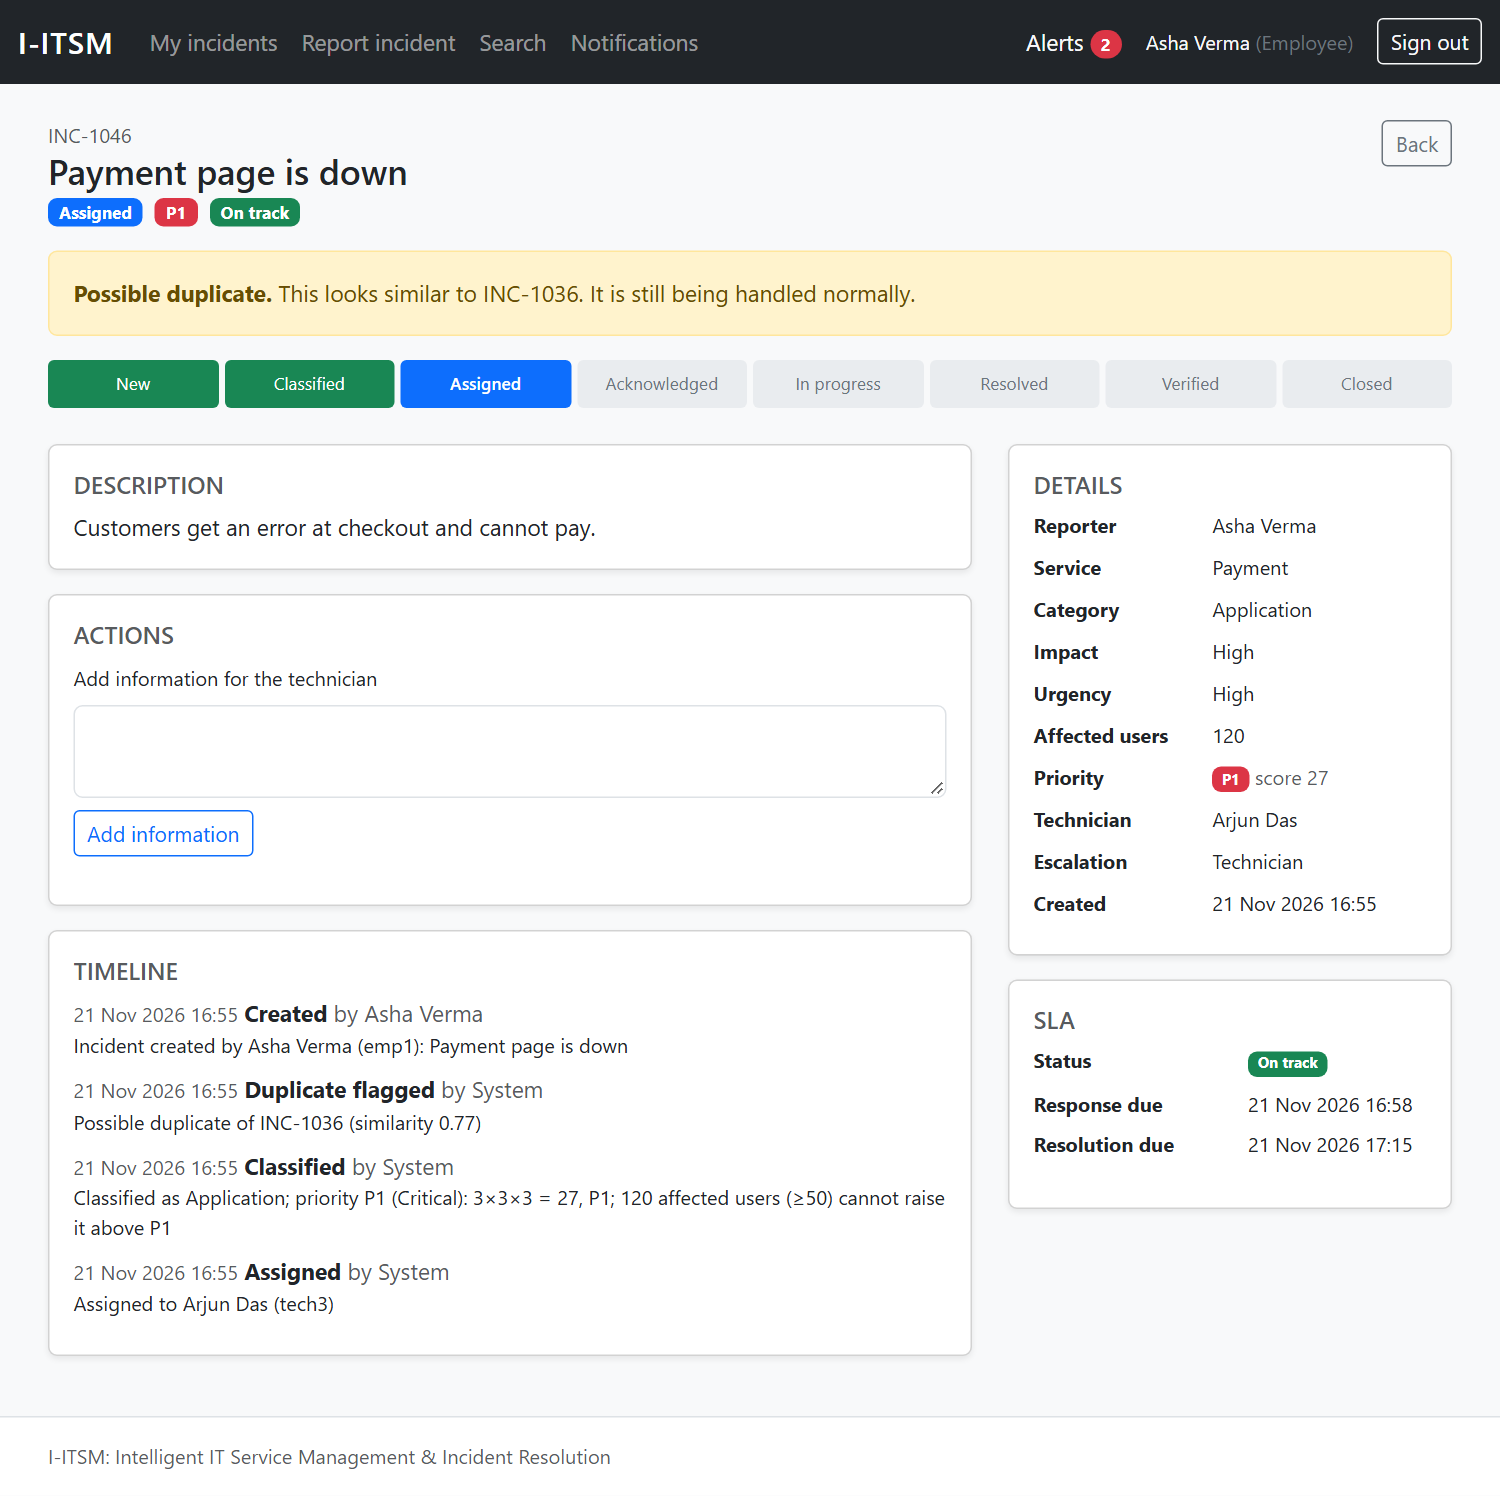 I-ITSM My incidents Report incident Search Notifications Alerts 2 Asha Verma (Employee) Sign out
INC-1046
Back
Payment page is down
Assigned P1 On track
Possible duplicate. This looks similar to INC-1036. It is still being handled normally.
New Classified Assigned Acknowledged In progress Resolved Verified Closed
DESCRIPTION
Customers get an error at checkout and cannot pay.
ACTIONS
Add information for the technician
Add information
TIMELINE
21 Nov 2026 16:55 Created by Asha Verma
Incident created by Asha Verma (emp1): Payment page is down
21 Nov 2026 16:55 Duplicate flagged by System
Possible duplicate of INC-1036 (similarity 0.77)
21 Nov 2026 16:55 Classified by System
Classified as Application; priority P1 (Critical): 3×3×3 = 27, P1; 120 affected users (≥50) cannot raise
it above P1
21 Nov 2026 16:55 Assigned by System
Assigned to Arjun Das (tech3)
DETAILS
Reporter Asha Verma
Service Payment
Category Application
Impact High
Urgency High
Affected users 120
Priority P1 score 27
Technician Arjun Das
Escalation Technician
Created 21 Nov 2026 16:55
SLA
Status On track
Response due 21 Nov 2026 16:58
Resolution due 21 Nov 2026 17:15
I-ITSM: Intelligent IT Service Management & Incident Resolution